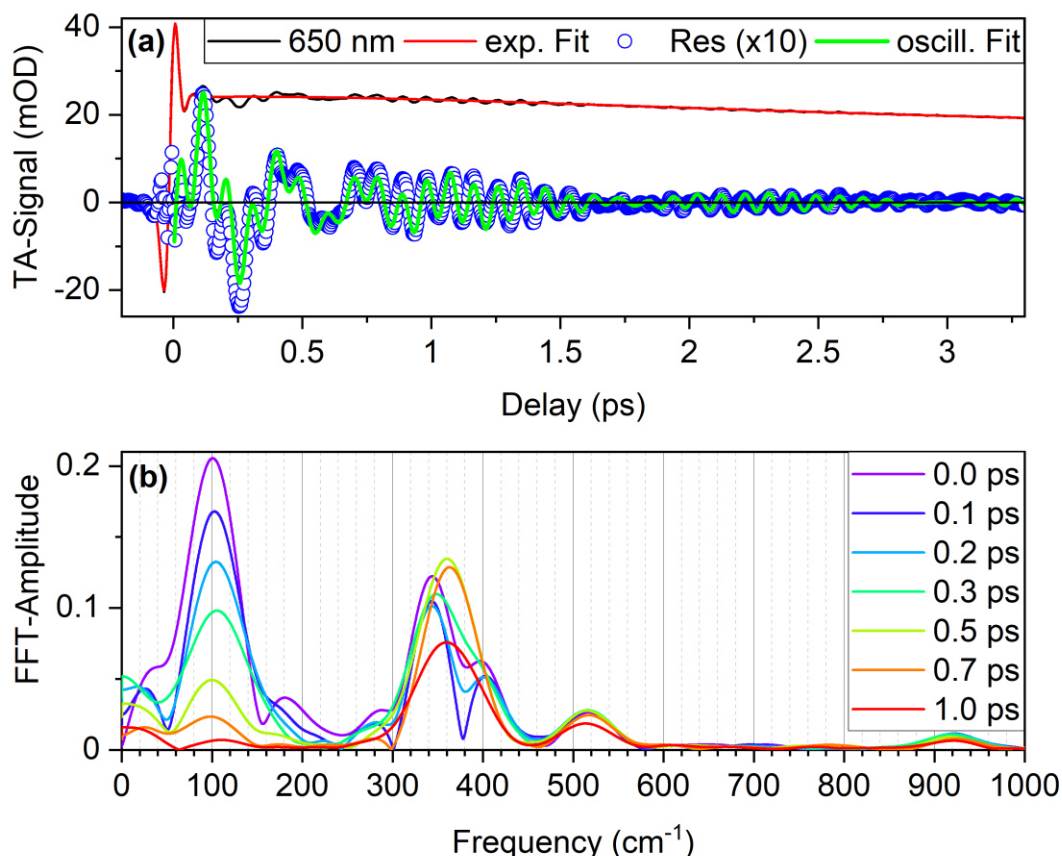 (a) 650 nm exp. Fit Res (x10) oscill. Fit
40
20
0
-20
TA-Signal (mOD)
0 0.5 1 1.5 2 2.5 3
Delay (ps)
(b)
0.2
0.1
0
FFT-Amplitude
0.0 ps
0.1 ps
0.2 ps
0.3 ps
0.5 ps
0.7 ps
1.0 ps
0 100 200 300 400 500 600 700 800 900 1000
Frequency (cm⁻¹)